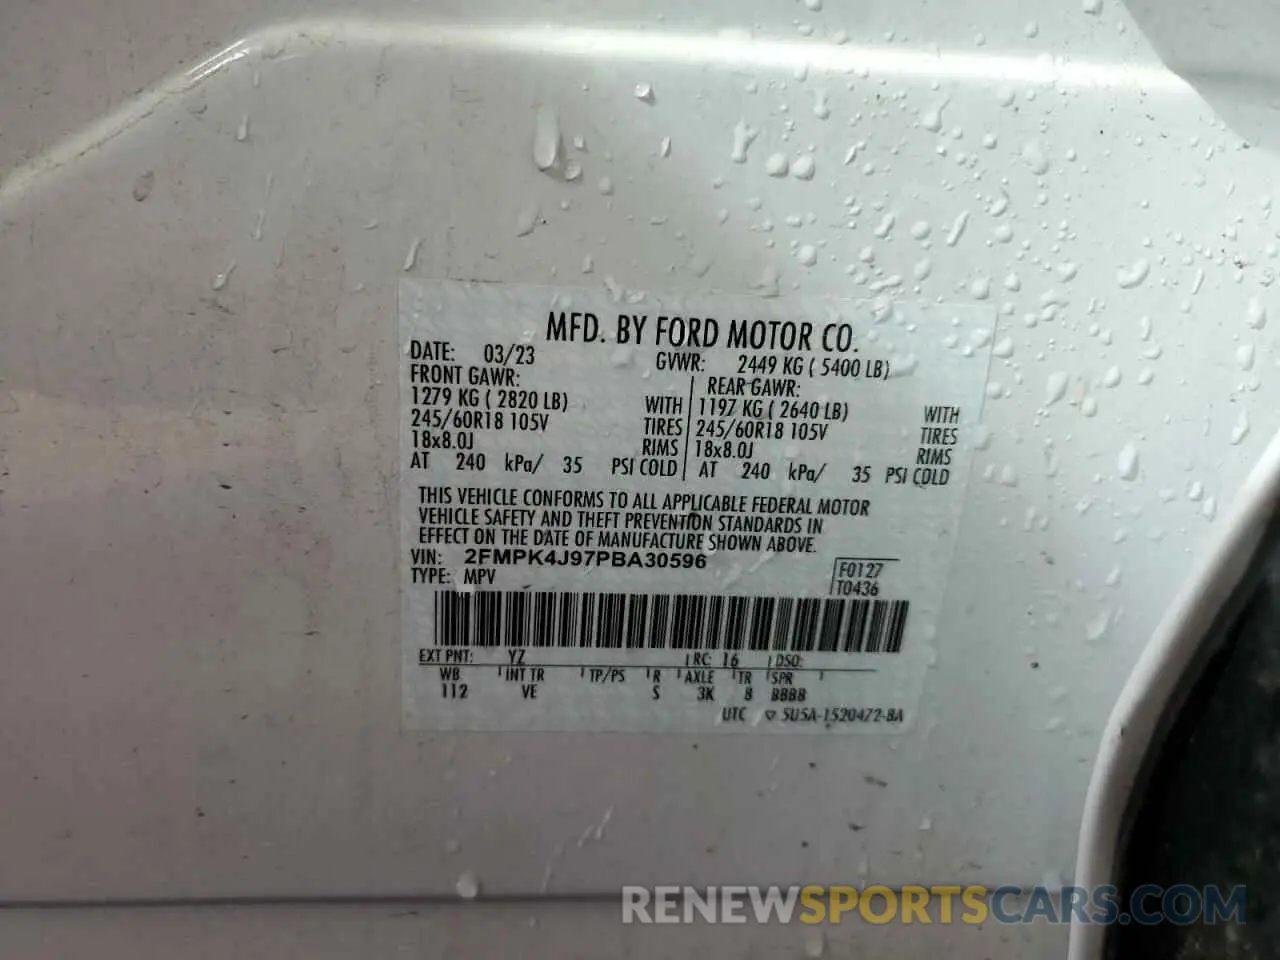 MFD. BY FORD MOTOR CO.
DATE: 03/23 GVWR: 2449 KG ( 5400 LB)
FRONT GAWR: REAR GAWR:
1279 KG ( 2820 LB) WITH 1197 KG ( 2640 LB) WITH
245/60R18 105V TIRES 245/60R18 105V TIRES
18x8.0J RIMS 18x8.0J RIMS
AT 240 kPa/ 35 PSI COLD AT 240 kPa/ 35 PSI COLD
THIS VEHICLE CONFORMS TO ALL APPLICABLE FEDERAL MOTOR
VEHICLE SAFETY AND THEFT PREVENTION STANDARDS IN
EFFECT ON THE DATE OF MANUFACTURE SHOWN ABOVE.
VIN: 2FMPK4J97PBA30596 F0127
TYPE: MPV T0436
EXT PNT: YZ RC: 16 DSO:
WB INT TR TP/PS R AXLE TR SPR
112 VE S 3K 8 BBBB
UTC ▽ 5U5A-1520472-BA
RENEWSPORTSCARS.COM